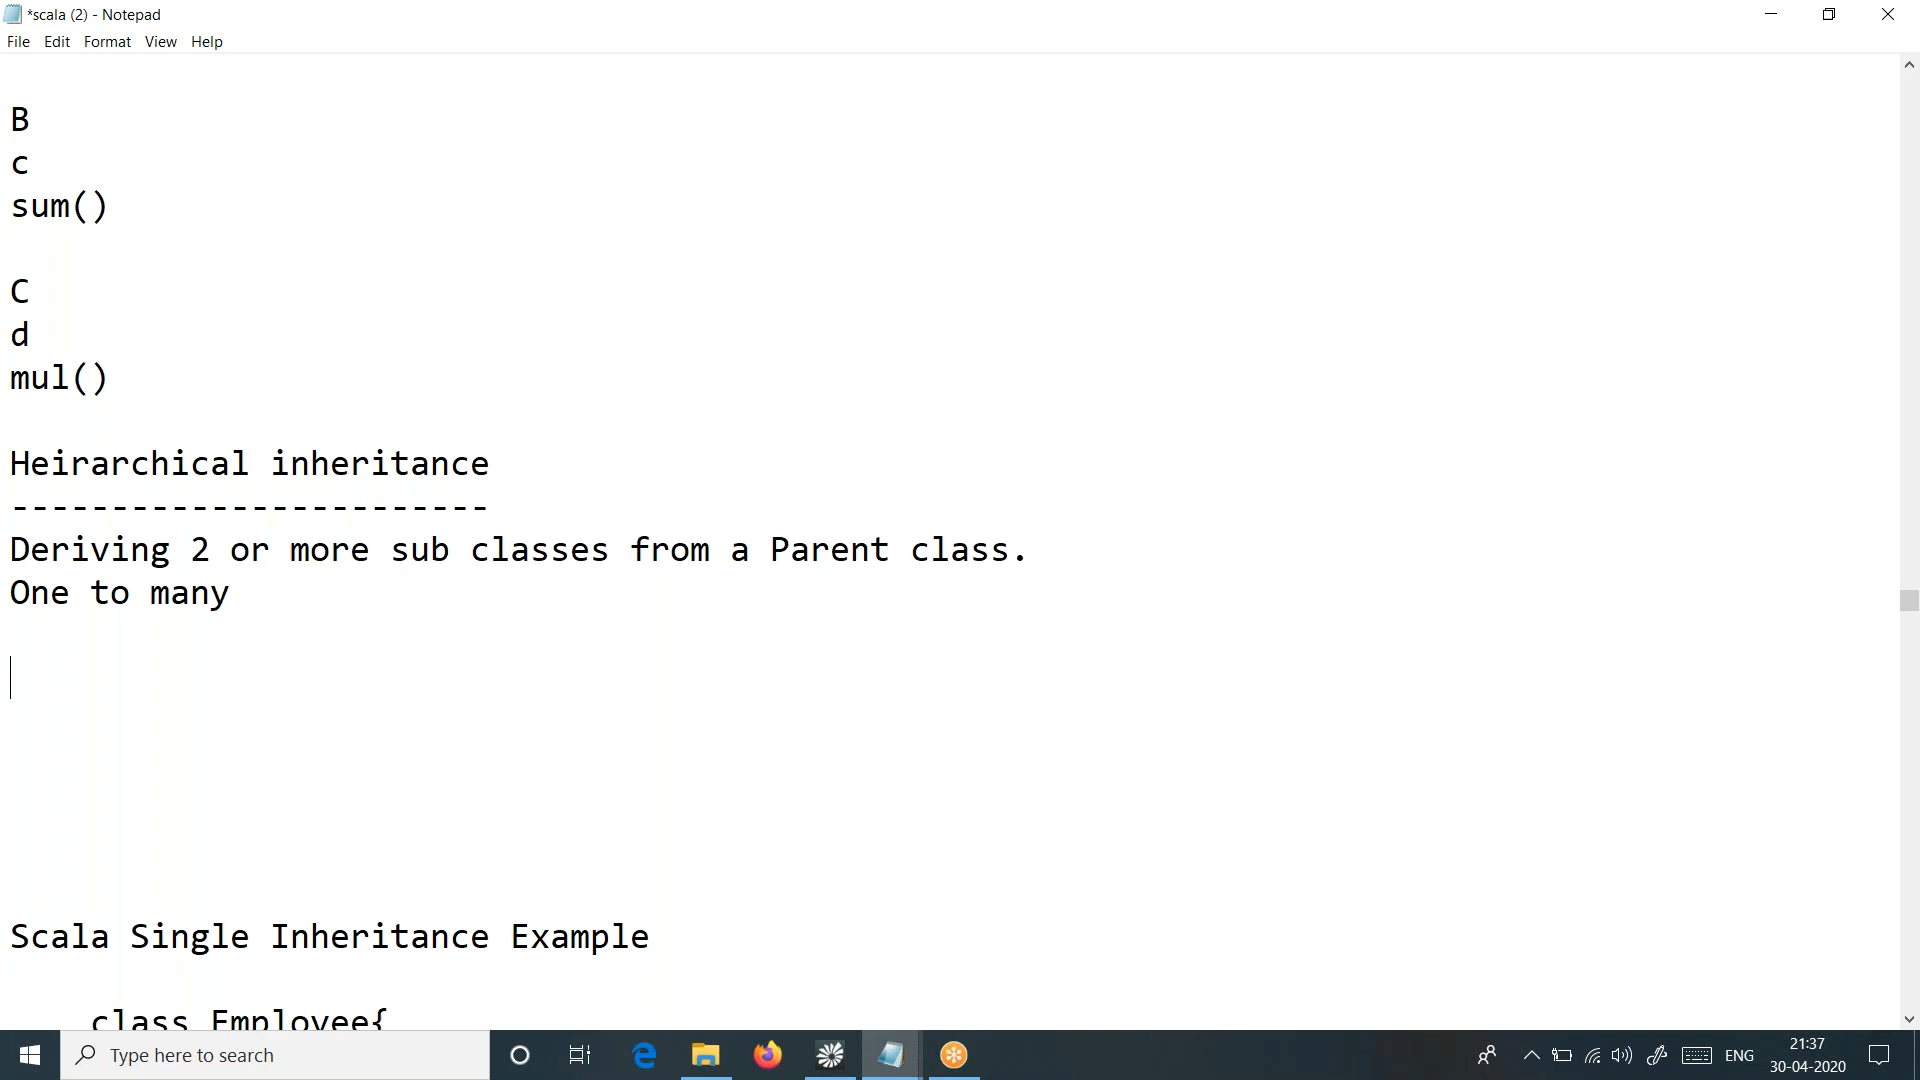 *scala (2) - Notepad
File Edit Format View Help
B
c
sum()
C
d
mul()
Heirarchical inheritance
------------------------
Deriving 2 or more sub classes from a Parent class.
One to many
Scala Single Inheritance Example
class Employee{
Type here to search
ENG
21:37
30-04-2020